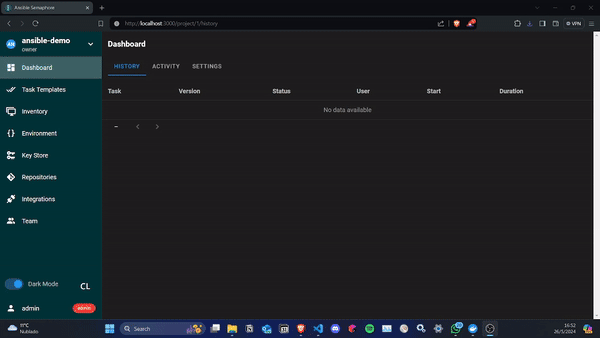 Ansible Semaphore
http://localhost:3000/project/1/history
VPN
AN
ansible-demo
owner
Dashboard
Task Templates
Inventory
Environment
Key Store
Repositories
Integrations
Team
Dark Mode
CL
admin
admin
Dashboard
HISTORY ACTIVITY SETTINGS
Task Version Status User Start Duration
No data available
–
11°C
Nublado
Search
16:52
26/5/2024